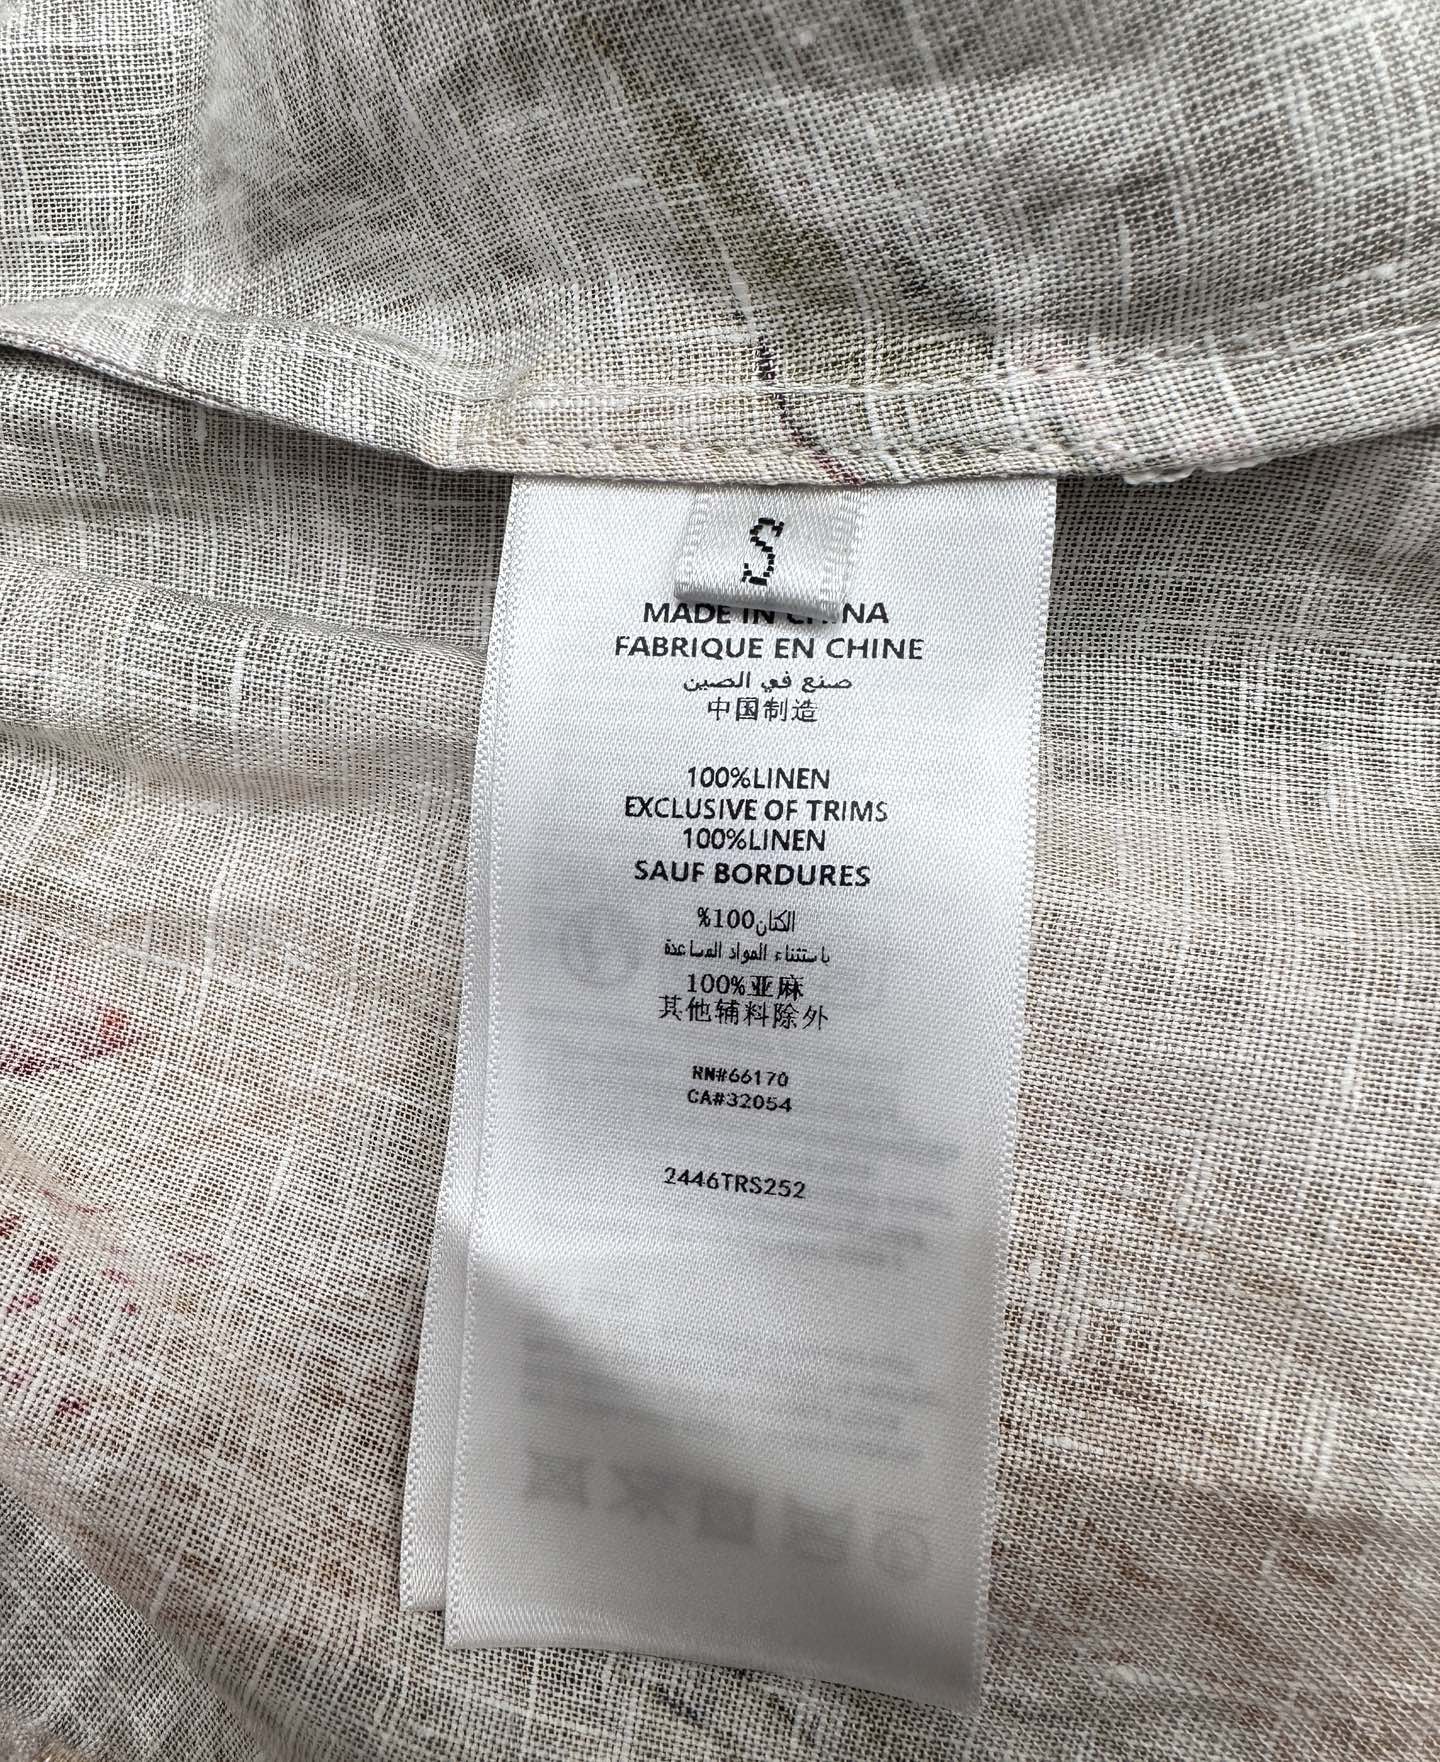 S
MADE IN CHINA
FABRIQUE EN CHINE
صنع في الصين
中国制造
100%LINEN
EXCLUSIVE OF TRIMS
100%LINEN
SAUF BORDURES
%100الكتان
باستثناء المواد المساعدة
100%亚麻
其他辅料除外
RN#66170
CA#32054
2446TRS252